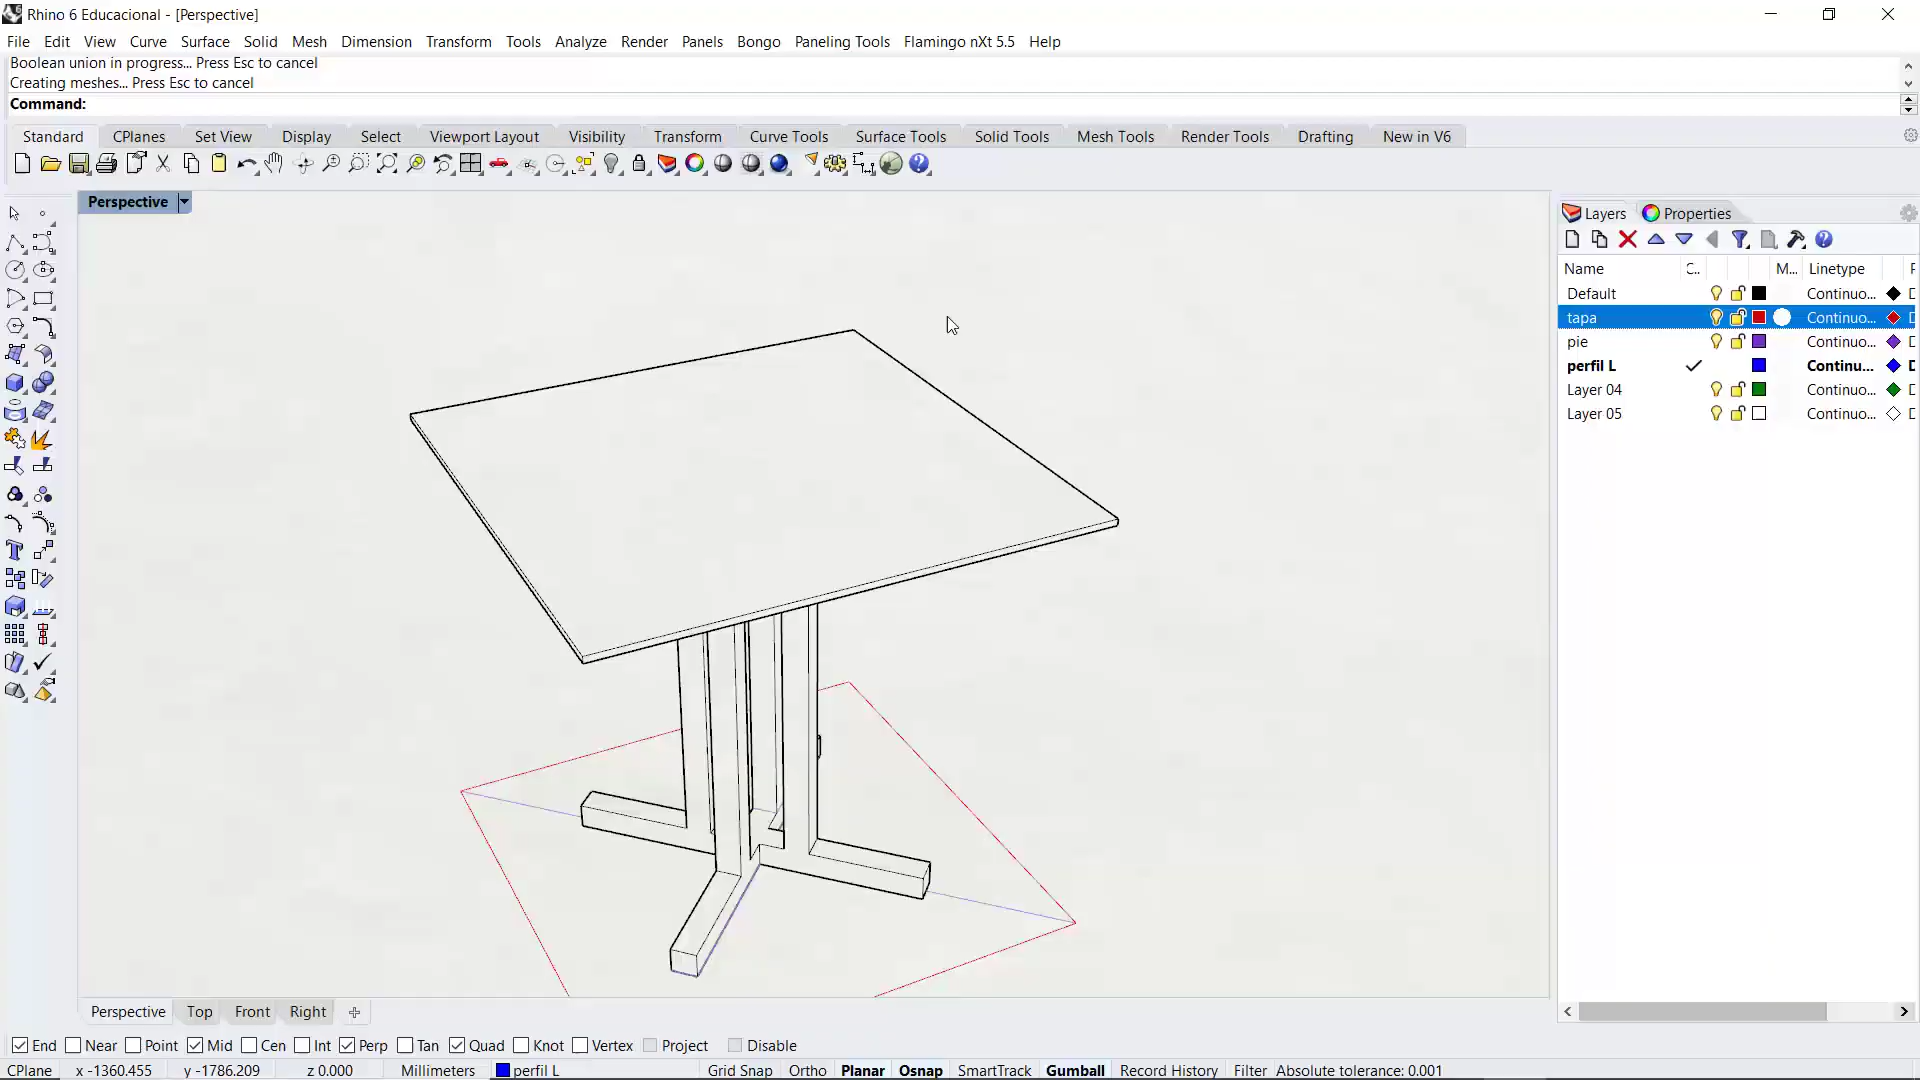 Rhino 6 Educacional - [Perspective]
File Edit View Curve Surface Solid Mesh Dimension Transform Tools Analyze Render Panels Bongo Paneling Tools Flamingo nXt 5.5 Help
Boolean union in progress... Press Esc to cancel
Creating meshes... Press Esc to cancel
Command:
Standard CPlanes Set View Display Select Viewport Layout Visibility Transform Curve Tools Surface Tools Solid Tools Mesh Tools Render Tools Drafting New in V6
Perspective
Layers Properties
Name C.. M... Linetype
Default Continuo...
tapa Continuo...
pie Continuo...
perfil L Continu...
Layer 04 Continuo...
Layer 05 Continuo...
Perspective Top Front Right
End Near Point Mid Cen Int Perp Tan Quad Knot Vertex Project Disable
CPlane x -1360.455 y -1786.209 z 0.000 Millimeters perfil L Grid Snap Ortho Planar Osnap SmartTrack Gumball Record History Filter Absolute tolerance: 0.001